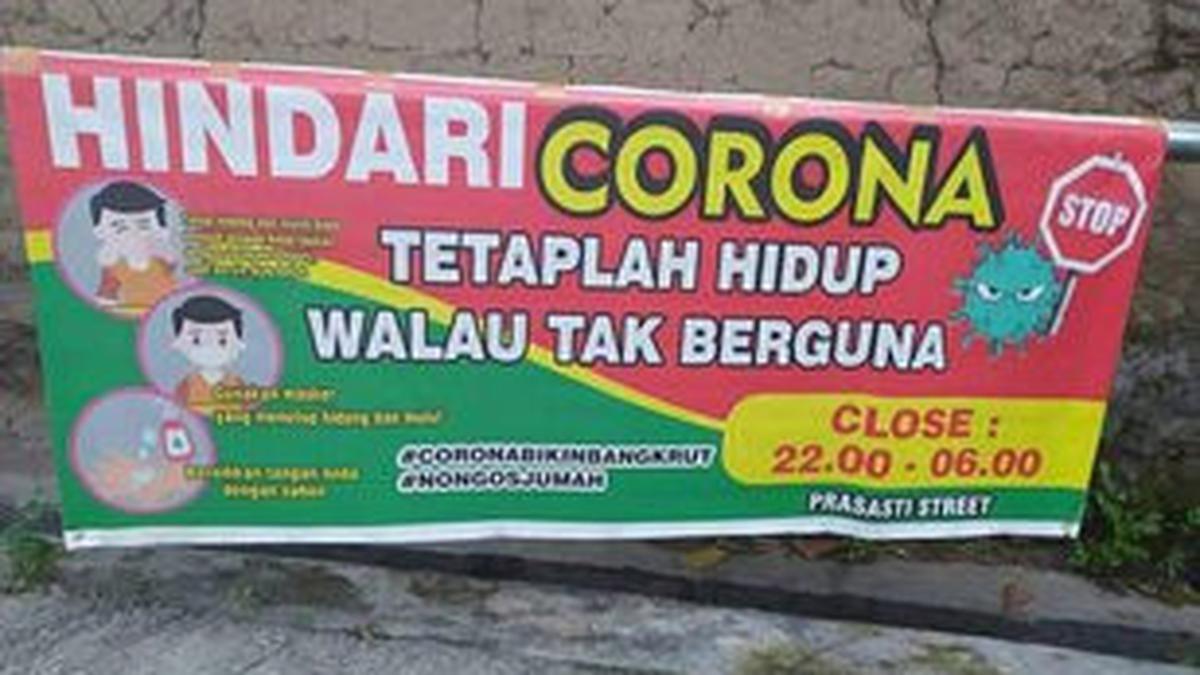 HINDARI CORONA
TETAPLAH HIDUP
WALAU TAK BERGUNA
STOP
Gunakan masker
yang menutup hidung dan mulut
Bersihkan tangan anda
dengan sabun
#CORONABIKINBANGKRUT
#NONGOSJUMAH
CLOSE :
22.00 - 06.00
PRASASTI STREET